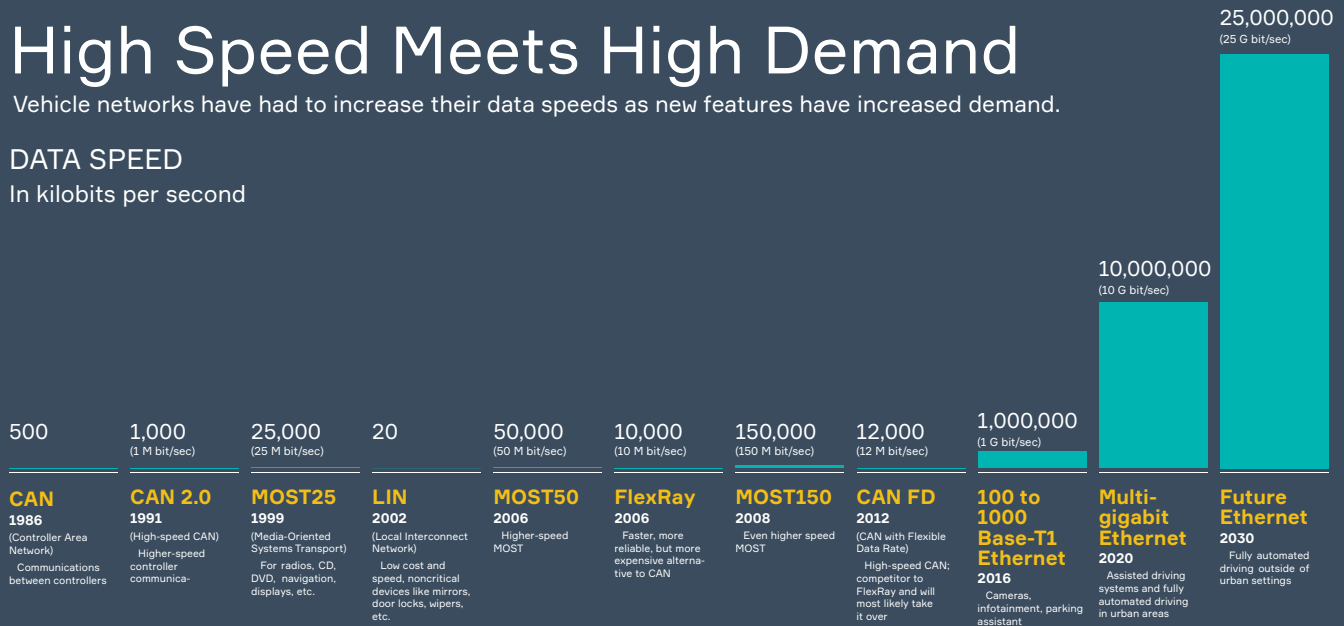 High Speed Meets High Demand
Vehicle networks have had to increase their data speeds as new features have increased demand.
DATA SPEED
In kilobits per second
500
CAN
1986
(Controller Area
Network)
Communications
between controllers
1,000
(1 M bit/sec)
CAN 2.0
1991
(High-speed CAN)
Higher-speed
controller
communica-
25,000
(25 M bit/sec)
MOST25
1999
(Media-Oriented
Systems Transport)
For radios, CD,
DVD, navigation,
displays, etc.
20
LIN
2002
(Local Interconnect
Network)
Low cost and
speed, noncritical
devices like mirrors,
door locks, wipers,
etc.
50,000
(50 M bit/sec)
MOST50
2006
Higher-speed
MOST
10,000
(10 M bit/sec)
FlexRay
2006
Faster, more
reliable, but more
expensive alterna-
tive to CAN
150,000
(150 M bit/sec)
MOST150
2008
Even higher speed
MOST
12,000
(12 M bit/sec)
CAN FD
2012
(CAN with Flexible
Data Rate)
High-speed CAN;
competitor to
FlexRay and will
most likely take
it over
1,000,000
(1 G bit/sec)
100 to
1000
Base-T1
Ethernet
2016
Cameras,
infotainment, parking
assistant
10,000,000
(10 G bit/sec)
Multi-
gigabit
Ethernet
2020
Assisted driving
systems and fully
automated driving
in urban areas
25,000,000
(25 G bit/sec)
Future
Ethernet
2030
Fully automated
driving outside of
urban settings